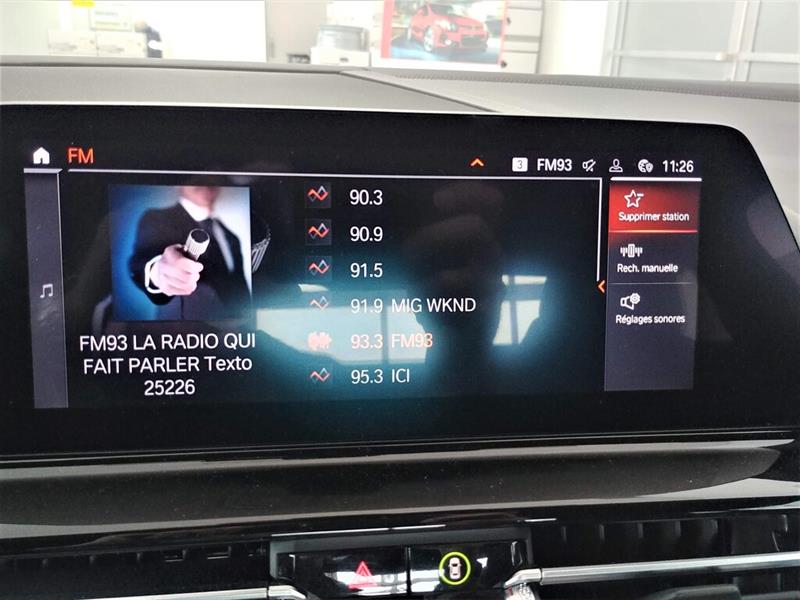 FM
3 FM93 11:26
90.3
90.9
91.5
91.9 MIG WKND
93.3 FM93
95.3 ICI
FM93 LA RADIO QUI
FAIT PARLER Texto
25226
Supprimer station
Rech. manuelle
Réglages sonores